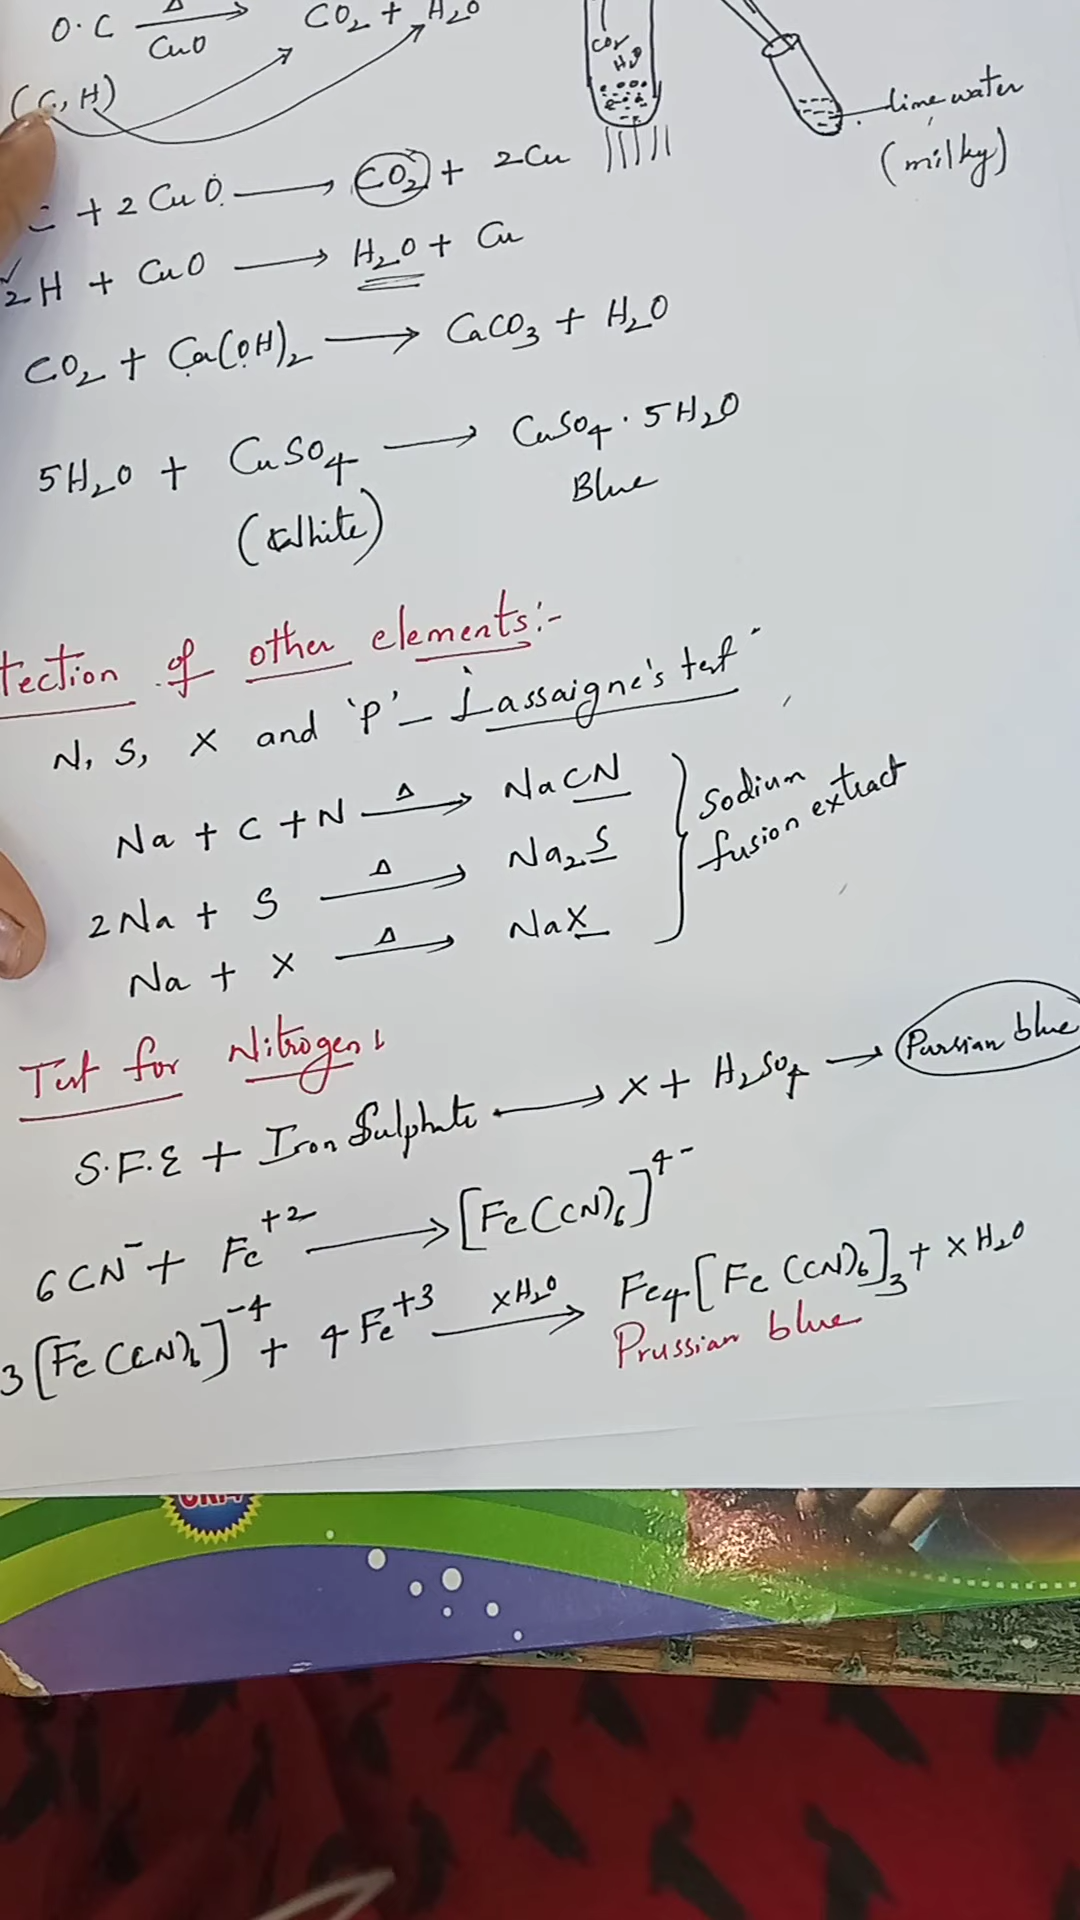 O.C —Δ/CuO→ CO2 + H2O
(C, H)
CO2
H2O
lime water
(milky)
C + 2CuO → CO2 + 2Cu
2H + CuO → H2O + Cu
CO2 + Ca(OH)2 → CaCO3 + H2O
5H2O + CuSO4 → CuSO4 . 5H2O
(White)
Blue
tection of other elements:-
N, S, X and 'P' - Lassaigne's test
Na + C + N —Δ→ NaCN
2Na + S —Δ→ Na2S
Na + X —Δ→ NaX
sodium
fusion extract
Test for Nitrogen
S.F.E + Iron Sulphate → X + H2SO4 → Pursian blue
6CN⁻ + Fe⁺² → [Fe(CN)6]⁴⁻
3[Fe(CN)6]⁻⁴ + 4Fe⁺³ —xH2O→ Fe4[Fe(CN)6]3 + xH2O
Prussian blue